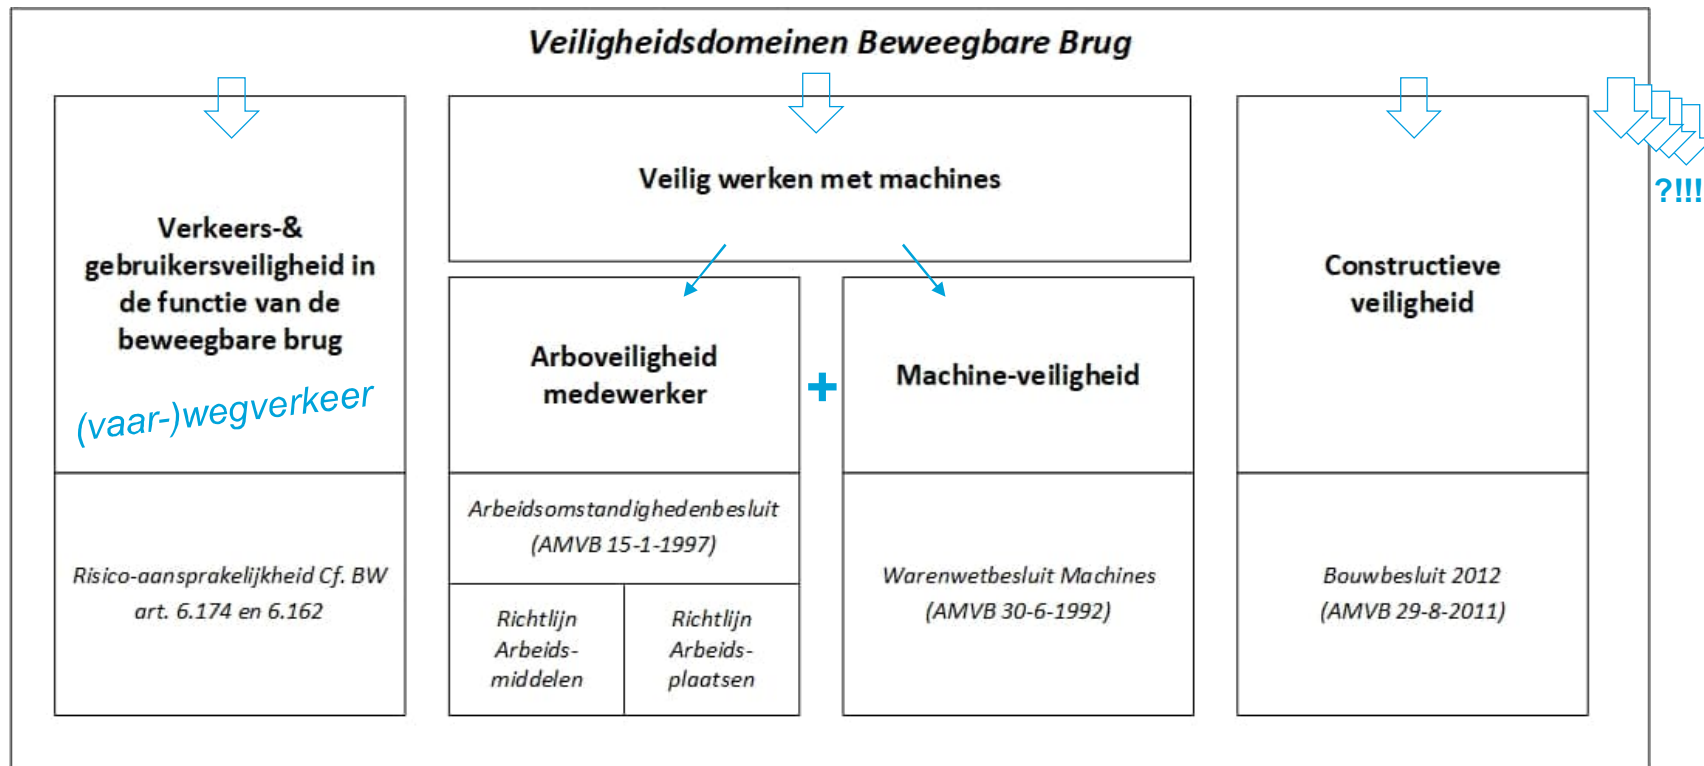 Veiligheidsdomeinen Beweegbare Brug
Verkeers-&
gebruikersveiligheid in
de functie van de
beweegbare brug
(vaar-)wegverkeer
Risico-aansprakelijkheid Cf. BW
art. 6.174 en 6.162
Veilig werken met machines
Arboveiligheid
medewerker
+
Machine-veiligheid
Arbeidsomstandighedenbesluit
(AMVB 15-1-1997)
Richtlijn
Arbeids-
middelen
Richtlijn
Arbeids-
plaatsen
Warenwetbesluit Machines
(AMVB 30-6-1992)
Constructieve
veiligheid
Bouwbesluit 2012
(AMVB 29-8-2011)
?!!!